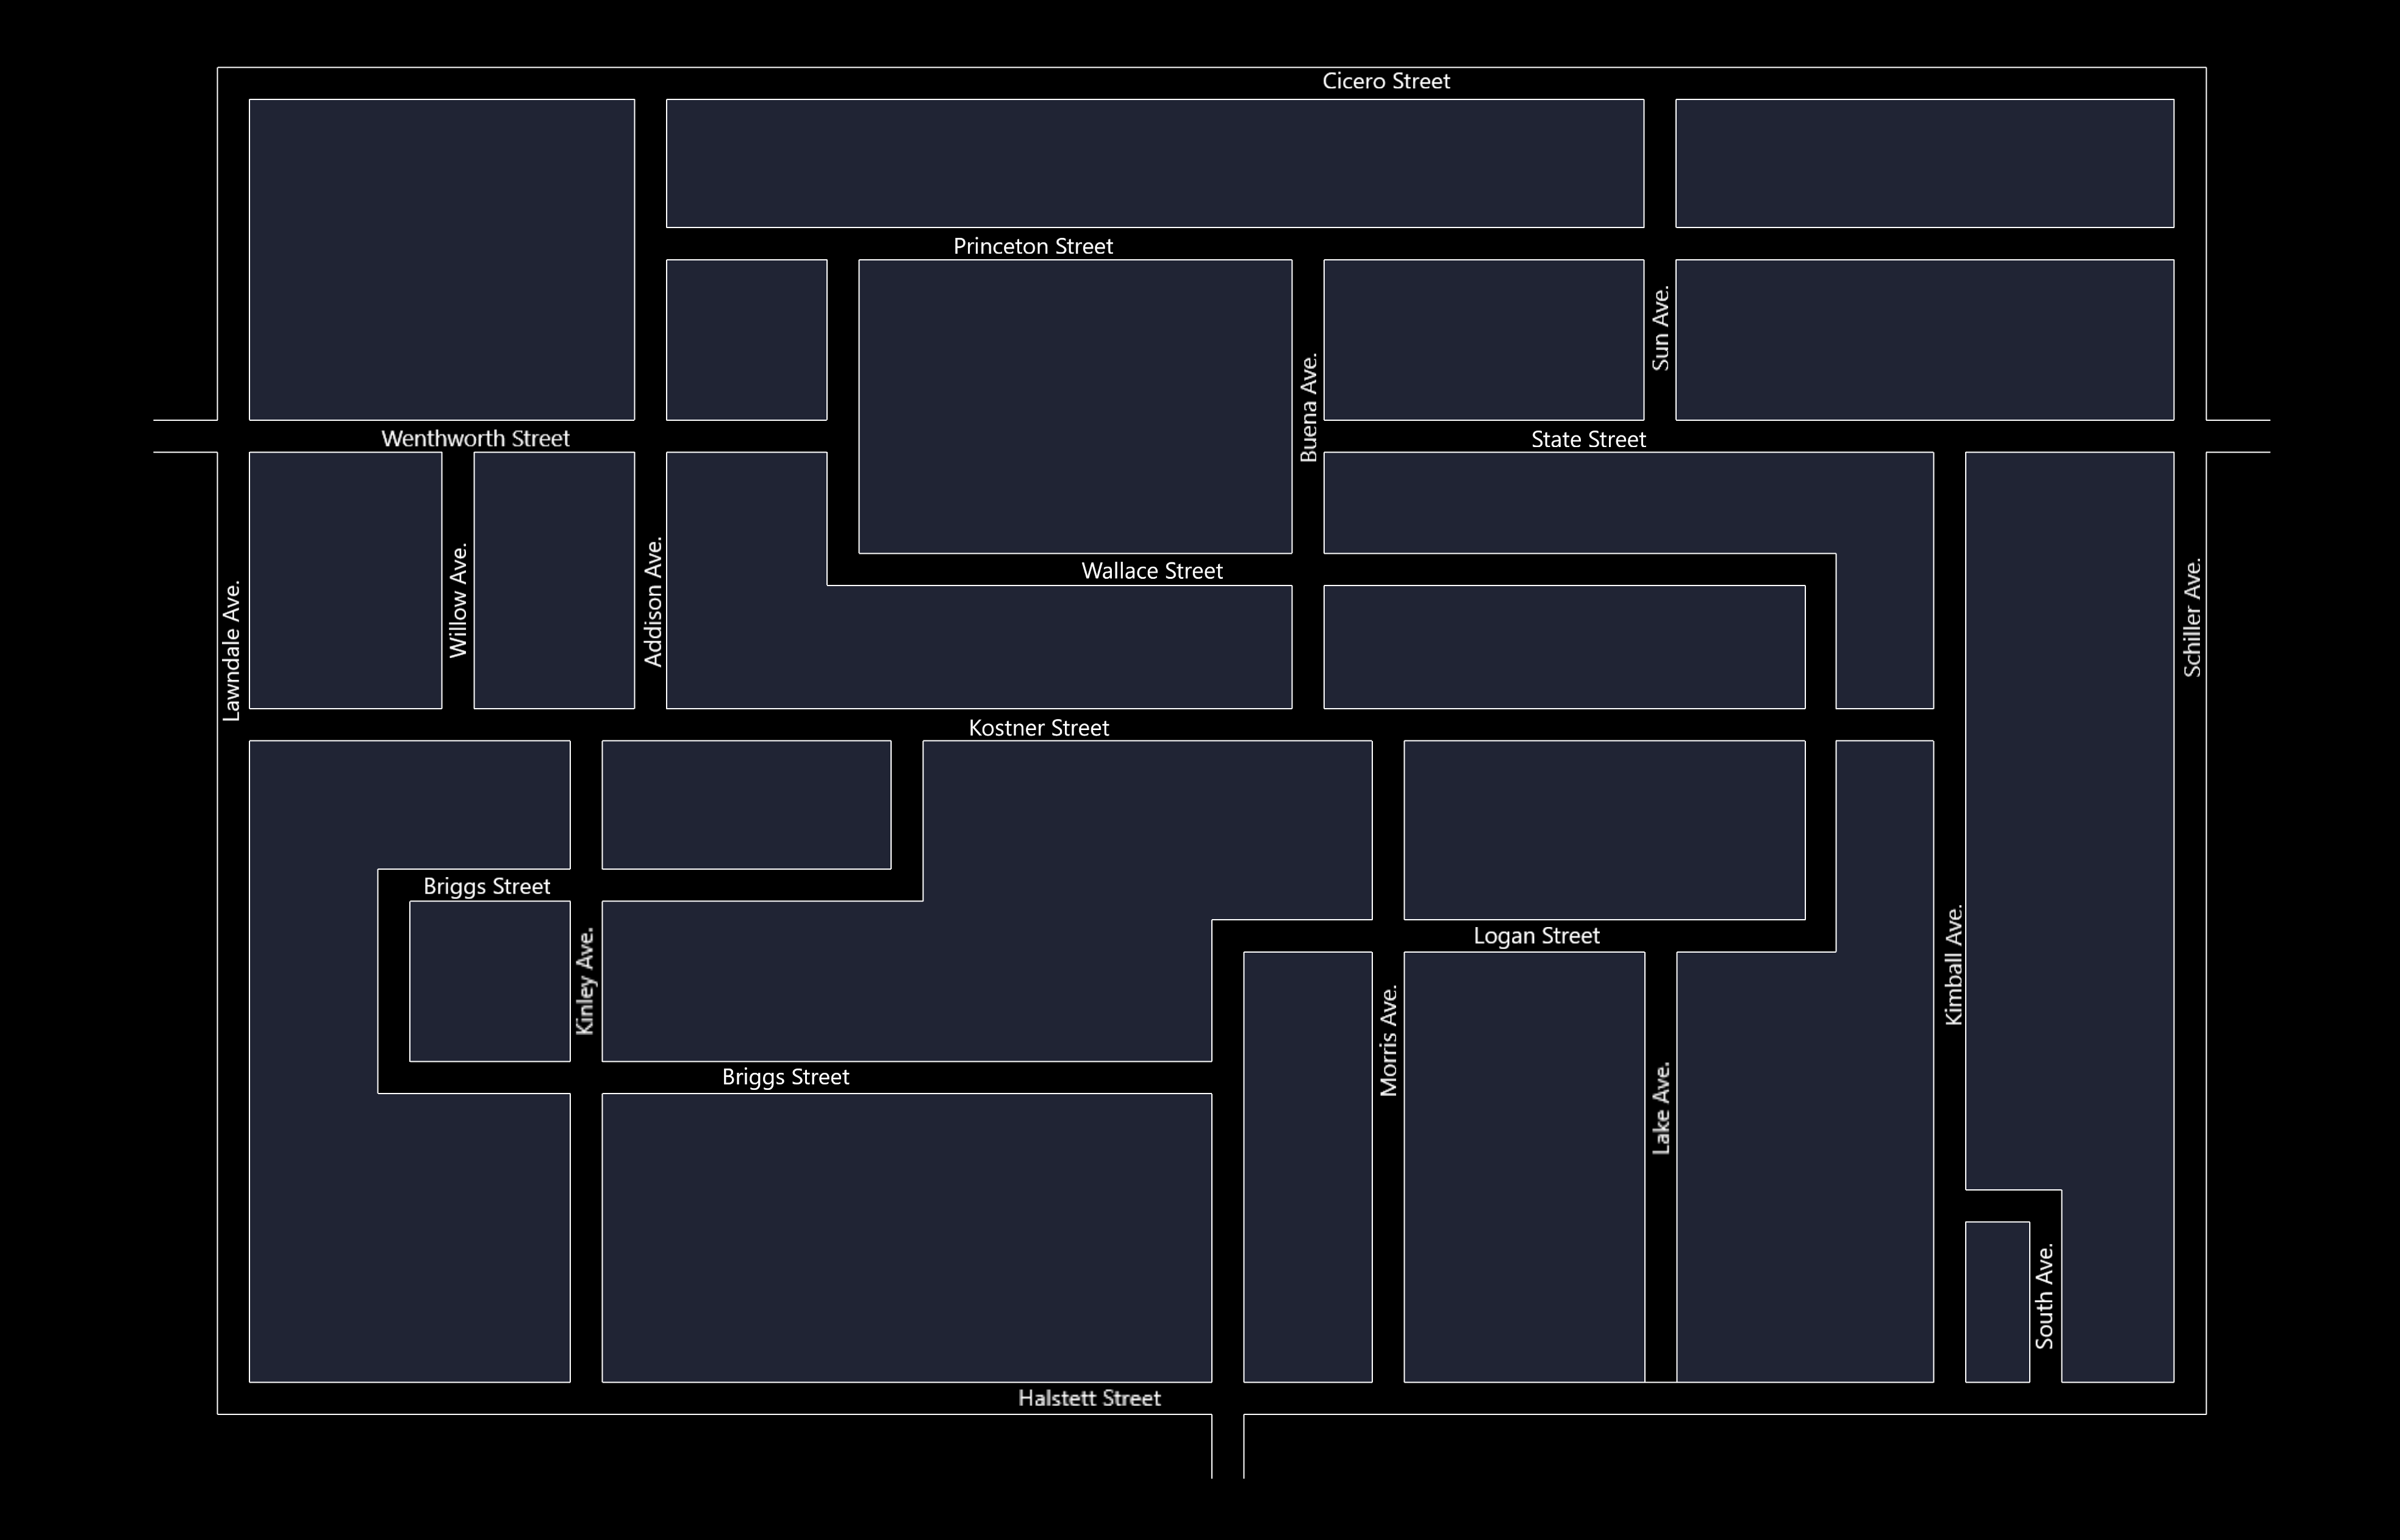 Cicero Street
Princeton Street
Sun Ave.
Buena Ave.
Wenthworth Street
State Street
Willow Ave.
Addison Ave.
Wallace Street
Schiller Ave.
Lawndale Ave.
Kostner Street
Briggs Street
Kinley Ave.
Logan Street
Kimball Ave.
Morris Ave.
Briggs Street
Lake Ave.
South Ave.
Halstett Street